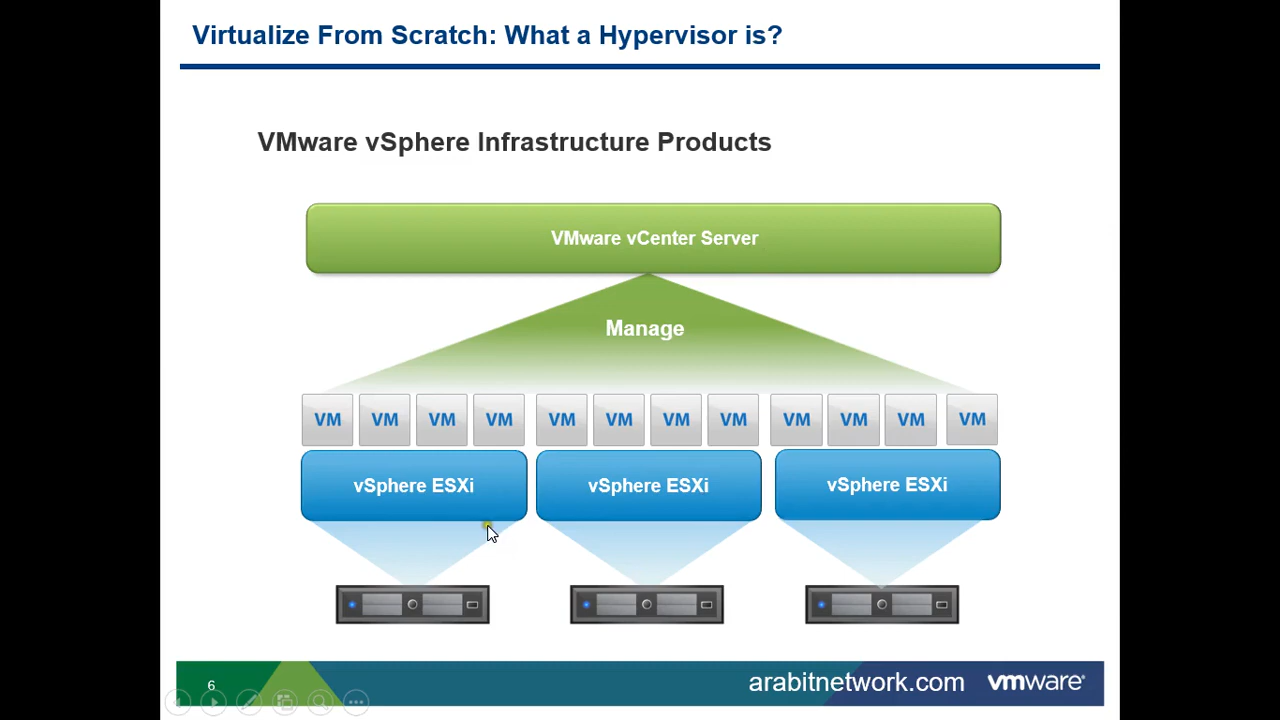 Virtualize From Scratch: What a Hypervisor is?
VMware vSphere Infrastructure Products
VMware vCenter Server
Manage
VM VM VM VM VM VM VM VM VM VM VM VM
vSphere ESXi vSphere ESXi vSphere ESXi
6 arabitnetwork.com vmware®